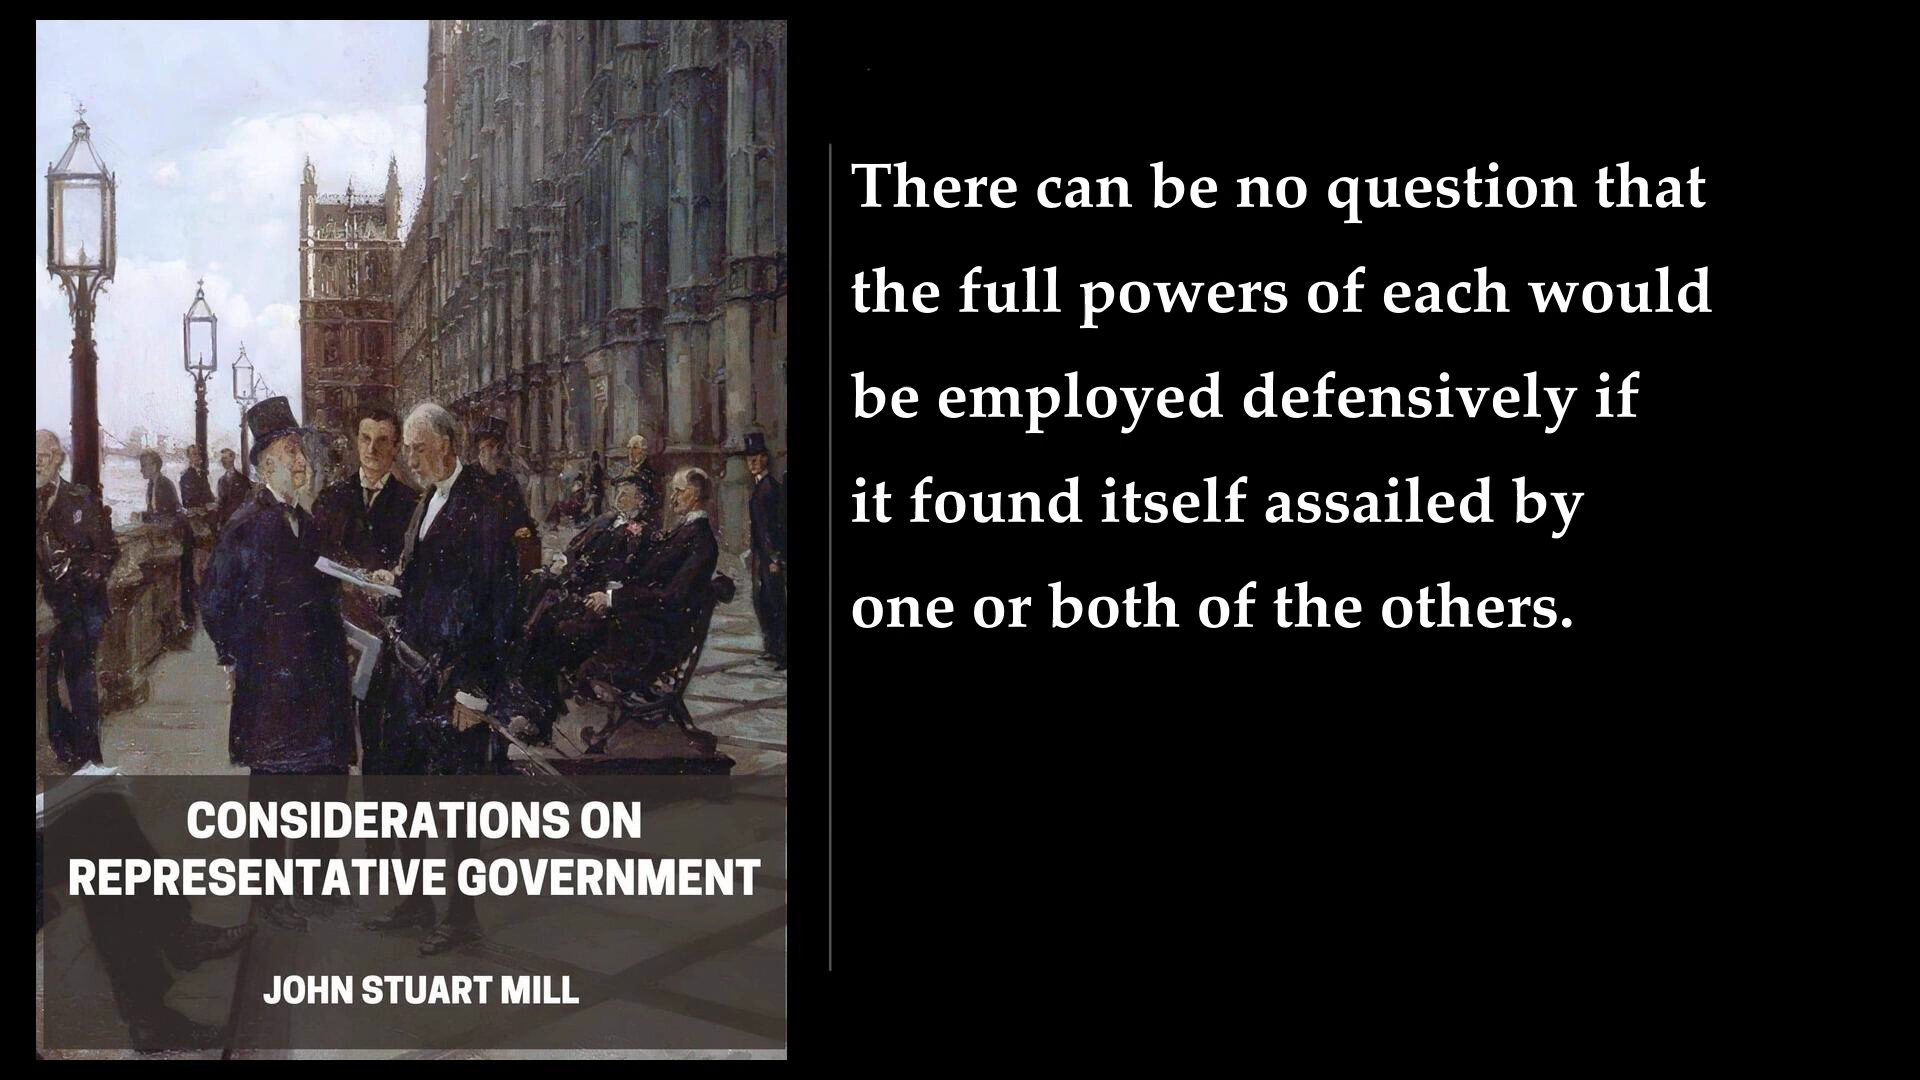 There can be no question that
the full powers of each would
be employed defensively if
it found itself assailed by
one or both of the others.
CONSIDERATIONS ON
REPRESENTATIVE GOVERNMENT
JOHN STUART MILL